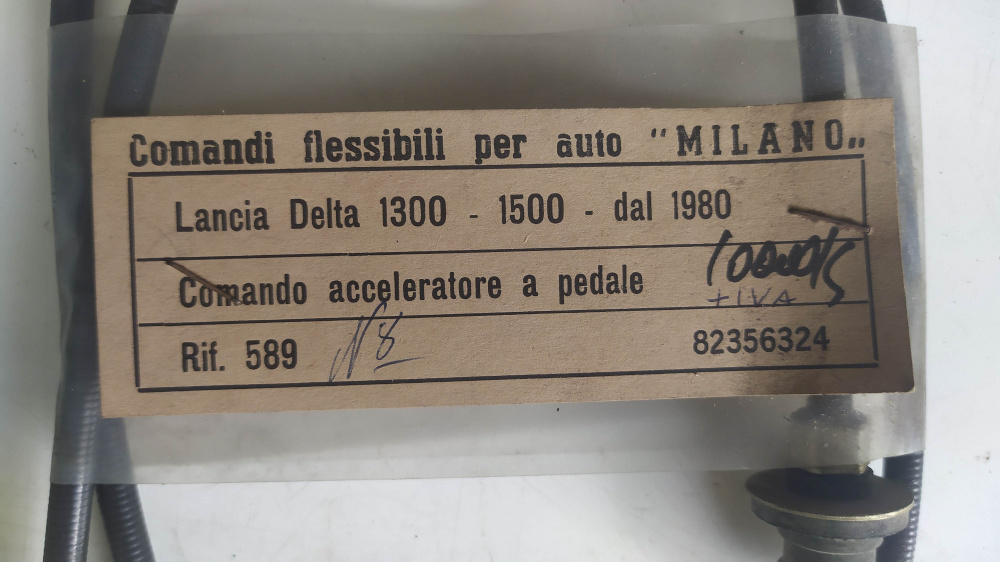 Comandi flessibili per auto "MILANO„
Lancia Delta 1300 - 1500 - dal 1980
Comando acceleratore a pedale
+IVA
Rif. 589
82356324